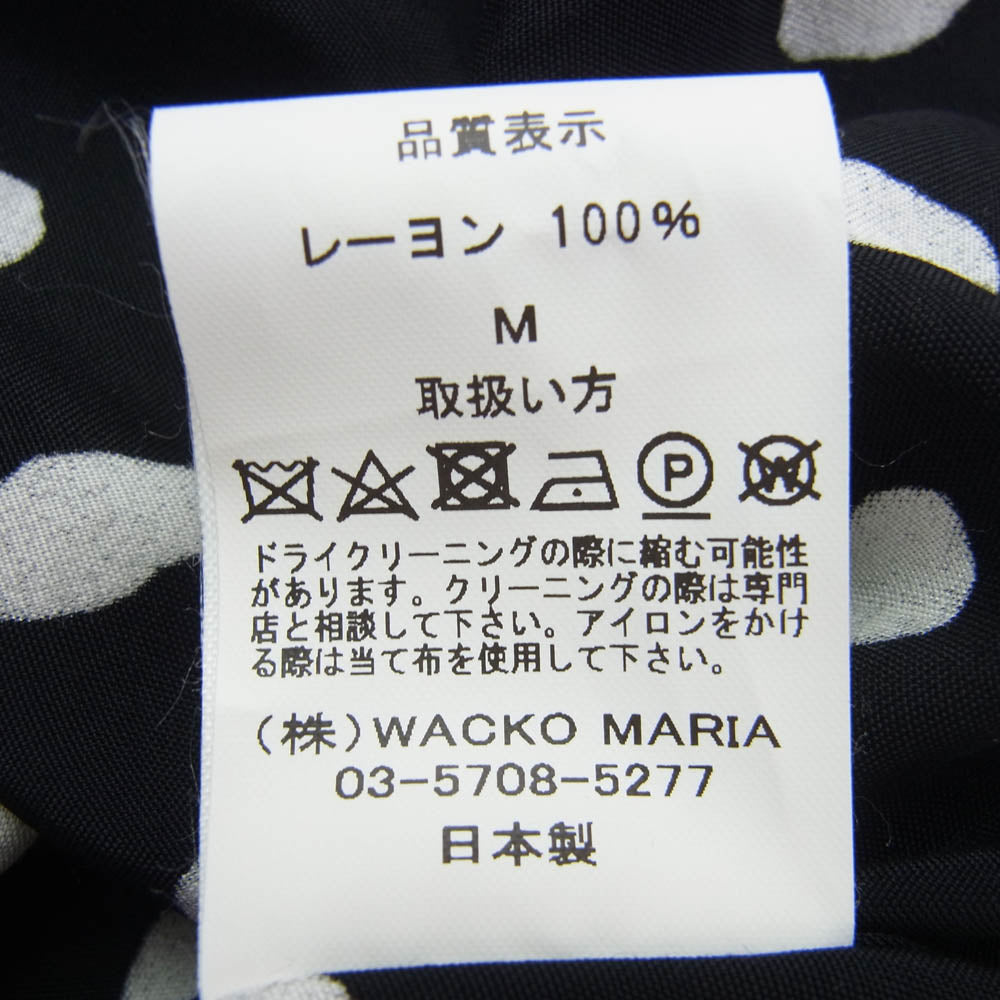 品質表示
レーヨン 100%
M
取扱い方
P W
ドライクリーニングの際に縮む可能性
があります。クリーニングの際は専門
店と相談して下さい。アイロンをかけ
る際は当て布を使用して下さい。
(株)WACKO MARIA
03-5708-5277
日本製